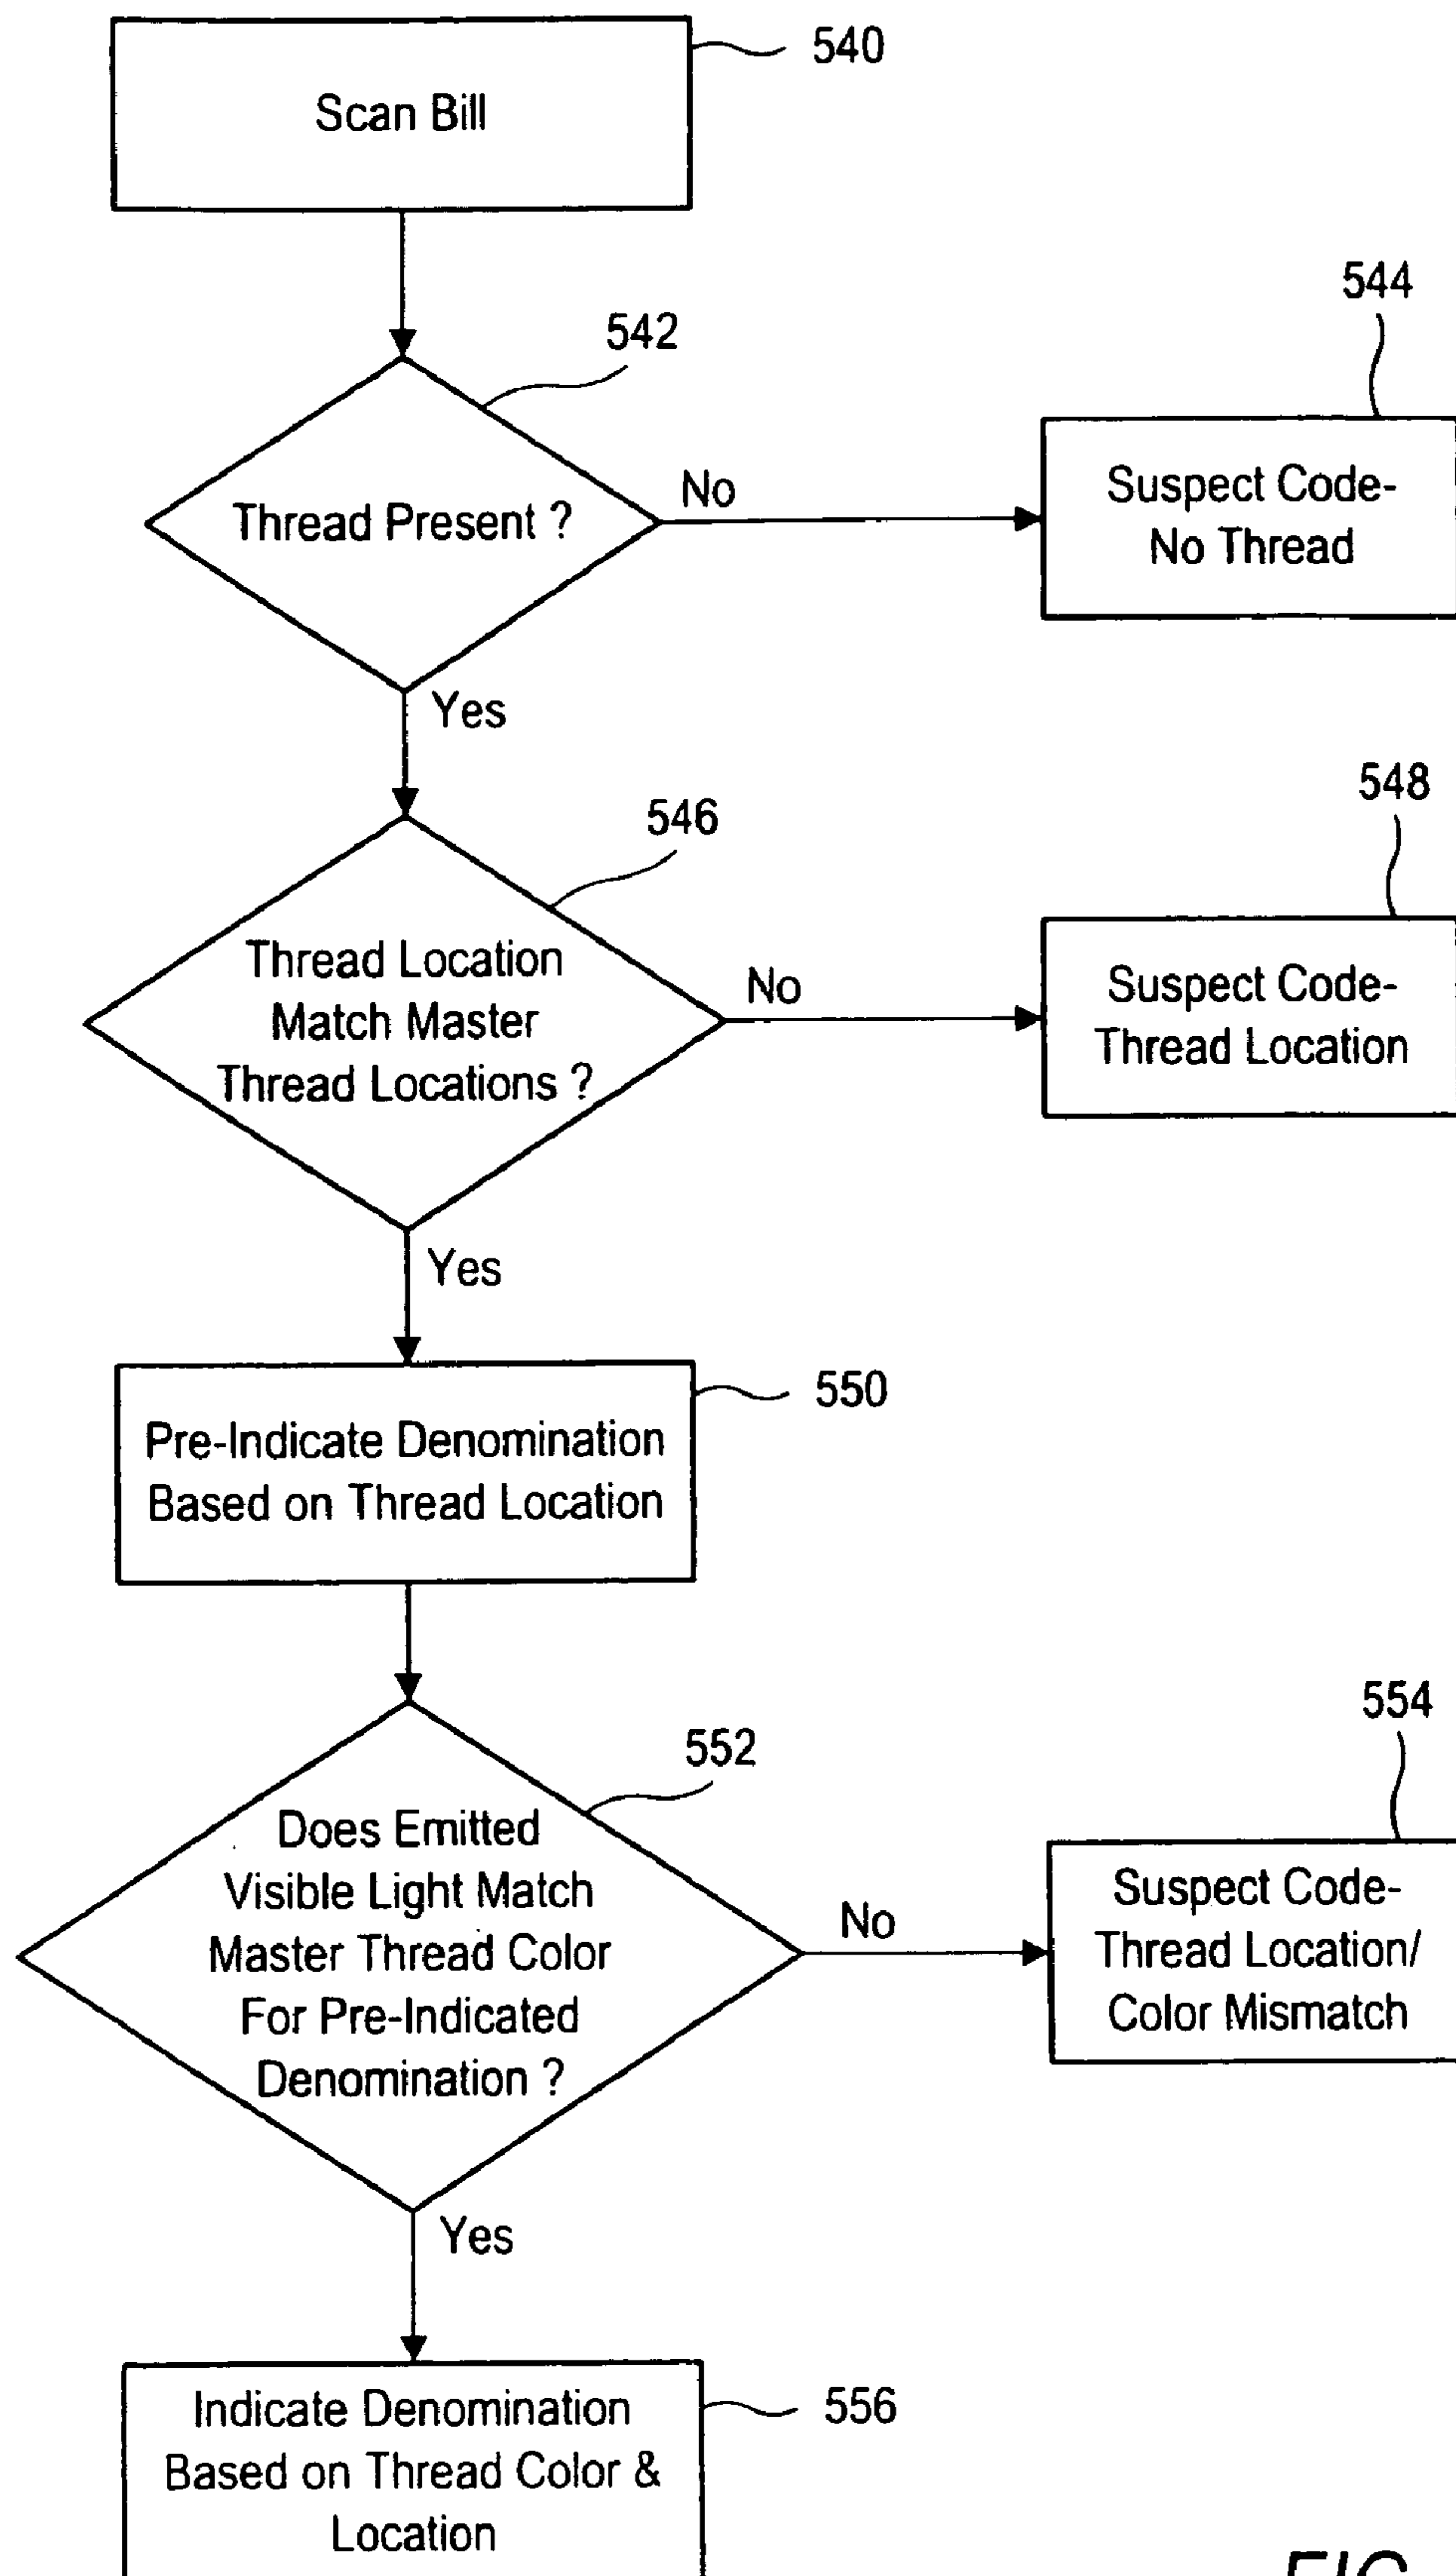 540
Scan Bill
542
544
Thread Present ?
No
Suspect Code-
No Thread
Yes
546
548
Thread Location
Match Master
Thread Locations ?
No
Suspect Code-
Thread Location
Yes
550
Pre-Indicate Denomination
Based on Thread Location
552
554
Does Emitted
Visible Light Match
Master Thread Color
For Pre-Indicated
Denomination ?
No
Suspect Code-
Thread Location/
Color Mismatch
Yes
556
Indicate Denomination
Based on Thread Color &
Location
FIG